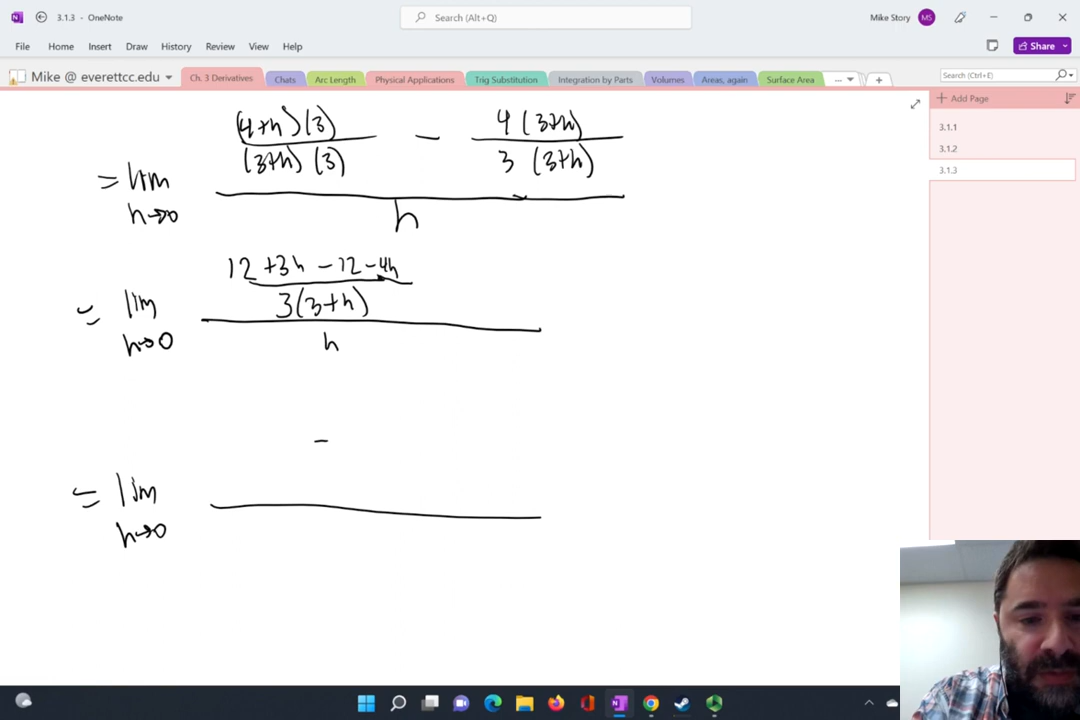 3.1.3 - OneNote
Search (Alt+Q)
Mike Story MS
File Home Insert Draw History Review View Help
Share
Mike @ everettcc.edu
Ch. 3 Derivatives Chats Arc Length Physical Applications Trig Substitution Integration by Parts Volumes Areas, again Surface Area ... +
Search (Ctrl+E)
+ Add Page
3.1.1
3.1.2
3.1.3
(4+h)(3) - 4(3+h)
(3+h)(3) 3(3+h)
= lim
h→0
h
12+3h-12-4h
3(3+h)
= lim
h→0
h
-
= lim
h→0